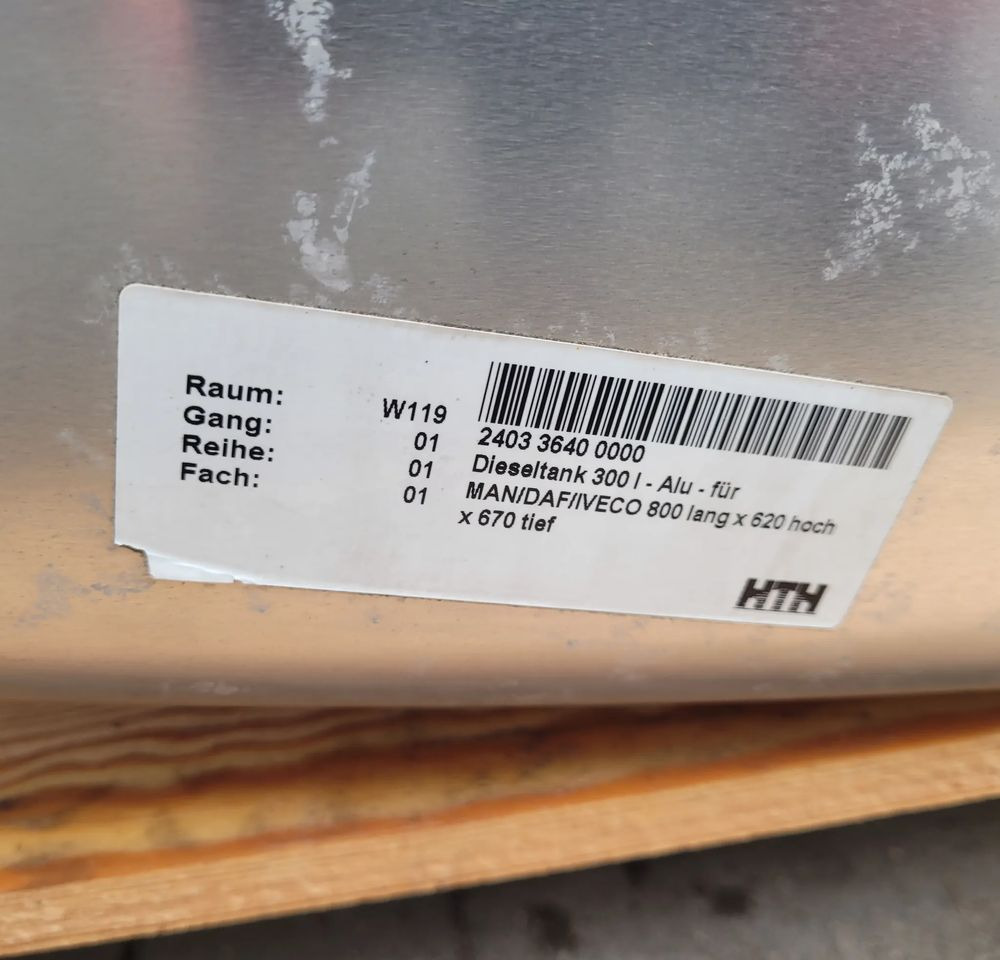 Raum: W119
Gang: 01
Reihe: 01
Fach: 01
2403 3640 0000
Dieseltank 300 l - Alu - für
MAN/DAF/IVECO 800 lang x 620 hoch
x 670 tief
HTH